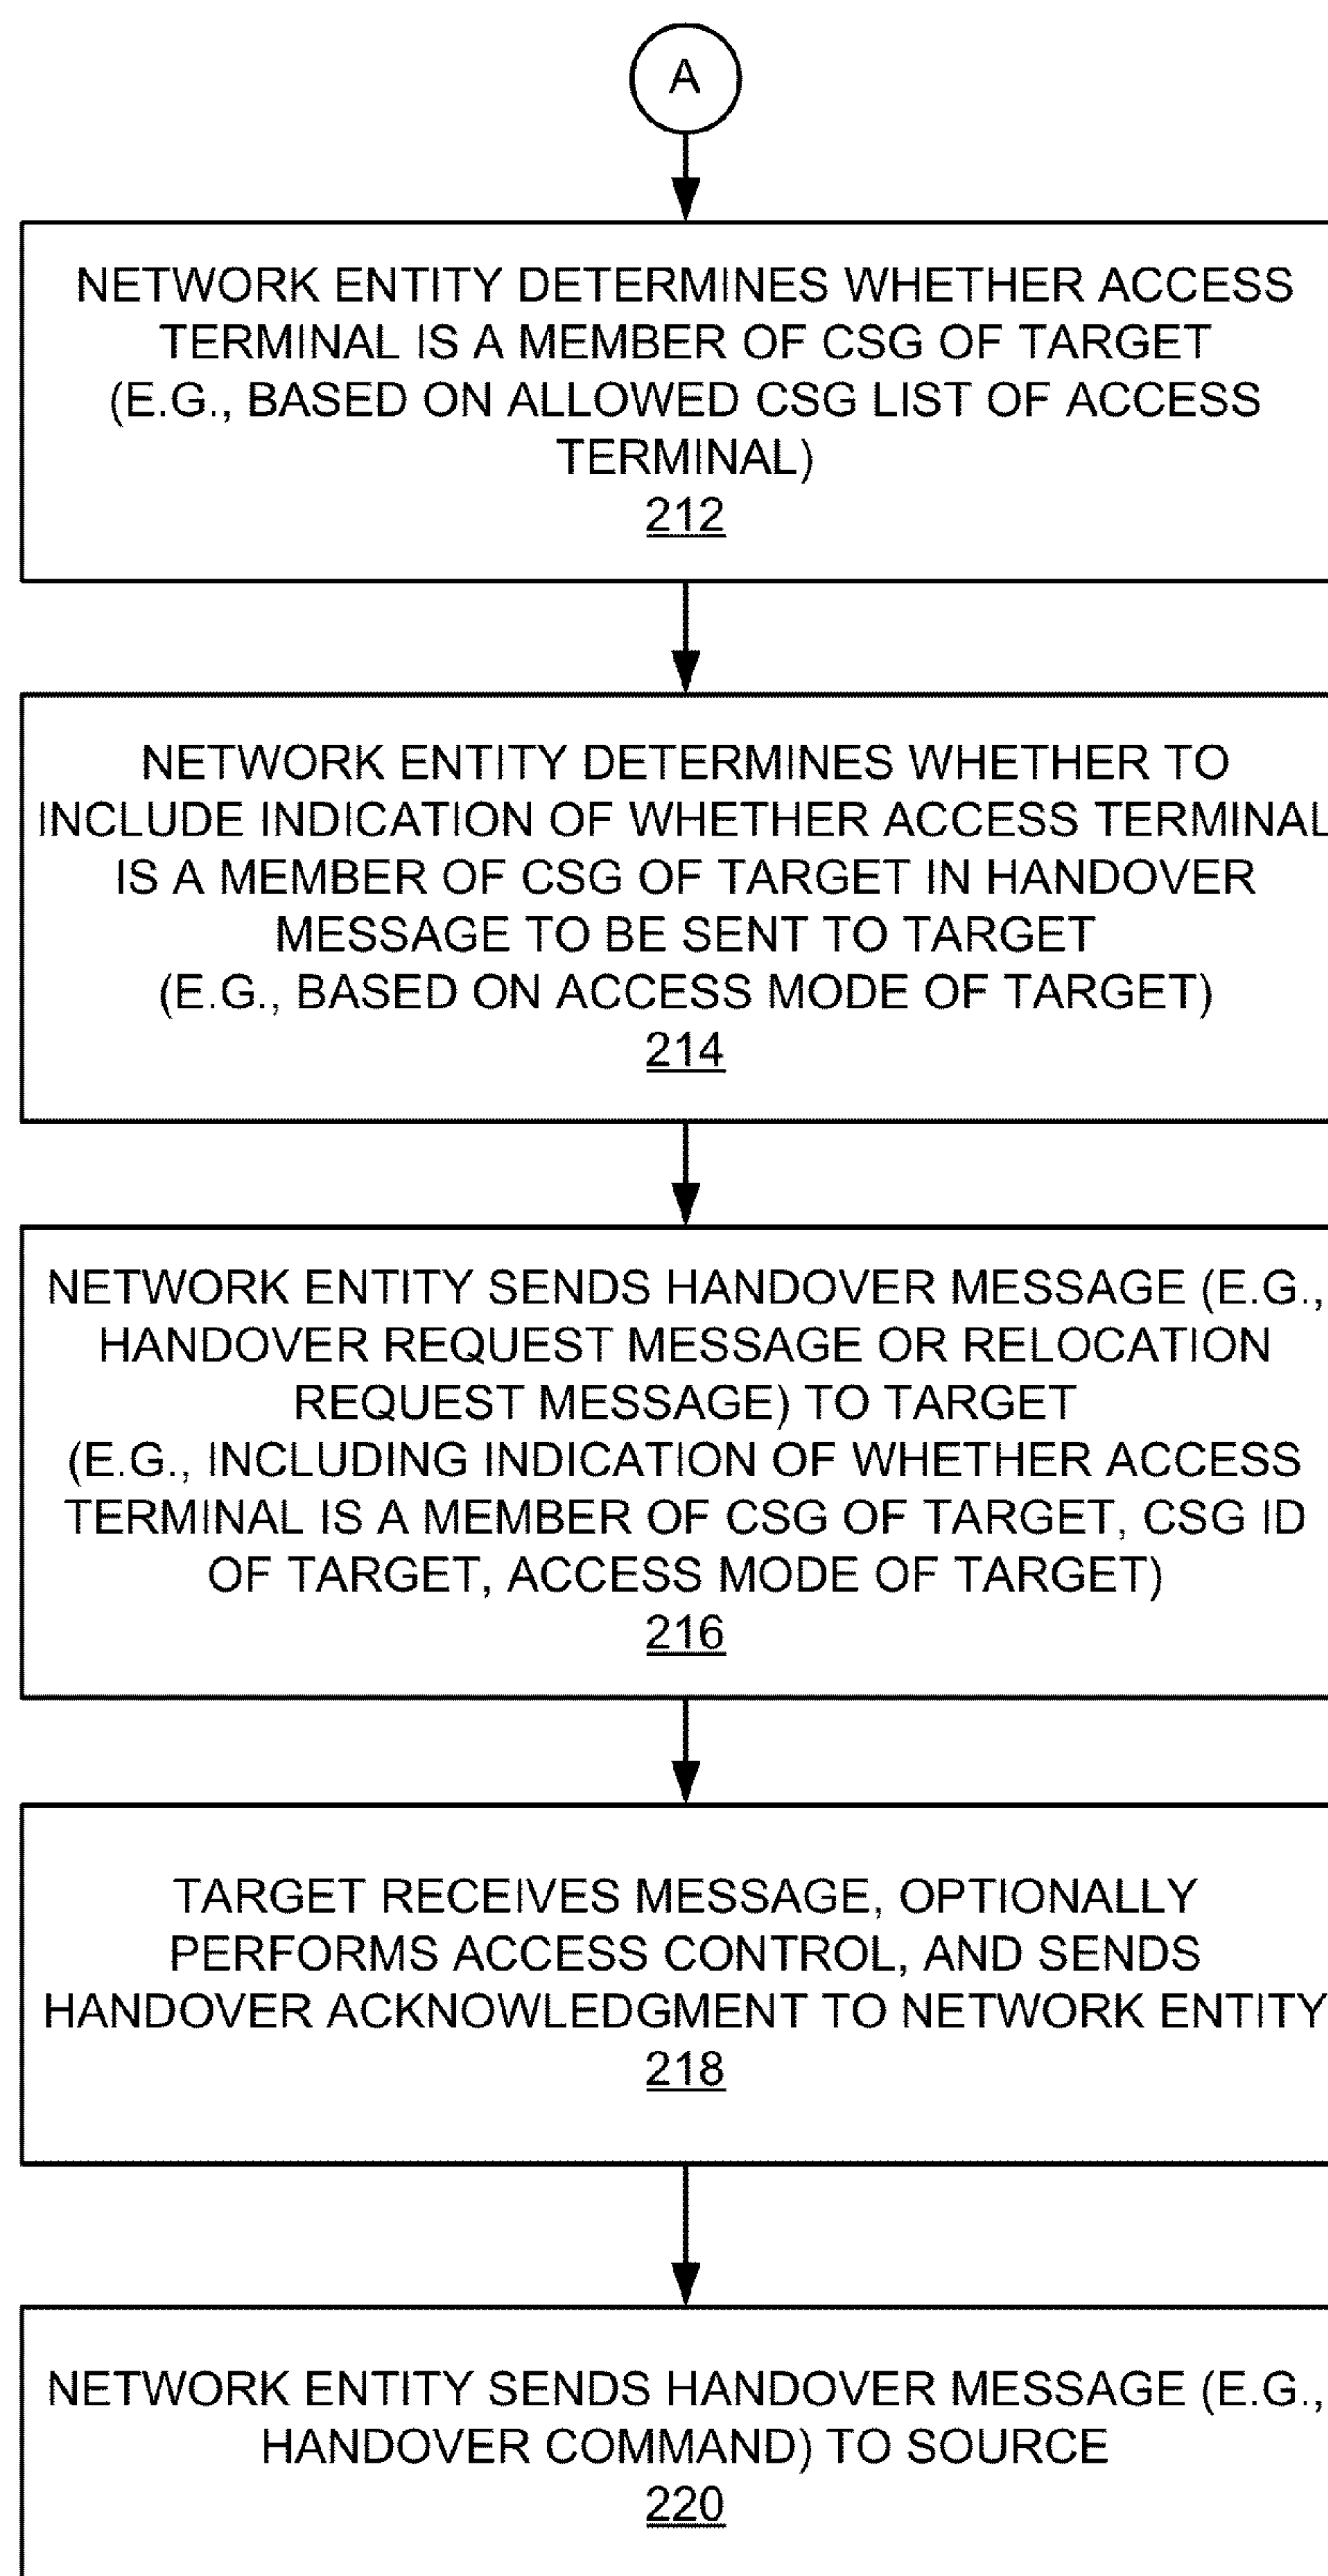 A
NETWORK ENTITY DETERMINES WHETHER ACCESS
TERMINAL IS A MEMBER OF CSG OF TARGET
(E.G., BASED ON ALLOWED CSG LIST OF ACCESS
TERMINAL)
212
NETWORK ENTITY DETERMINES WHETHER TO
INCLUDE INDICATION OF WHETHER ACCESS TERMINAL
IS A MEMBER OF CSG OF TARGET IN HANDOVER
MESSAGE TO BE SENT TO TARGET
(E.G., BASED ON ACCESS MODE OF TARGET)
214
NETWORK ENTITY SENDS HANDOVER MESSAGE (E.G.,
HANDOVER REQUEST MESSAGE OR RELOCATION
REQUEST MESSAGE) TO TARGET
(E.G., INCLUDING INDICATION OF WHETHER ACCESS
TERMINAL IS A MEMBER OF CSG OF TARGET, CSG ID
OF TARGET, ACCESS MODE OF TARGET)
216
TARGET RECEIVES MESSAGE, OPTIONALLY
PERFORMS ACCESS CONTROL, AND SENDS
HANDOVER ACKNOWLEDGMENT TO NETWORK ENTITY
218
NETWORK ENTITY SENDS HANDOVER MESSAGE (E.G.,
HANDOVER COMMAND) TO SOURCE
220